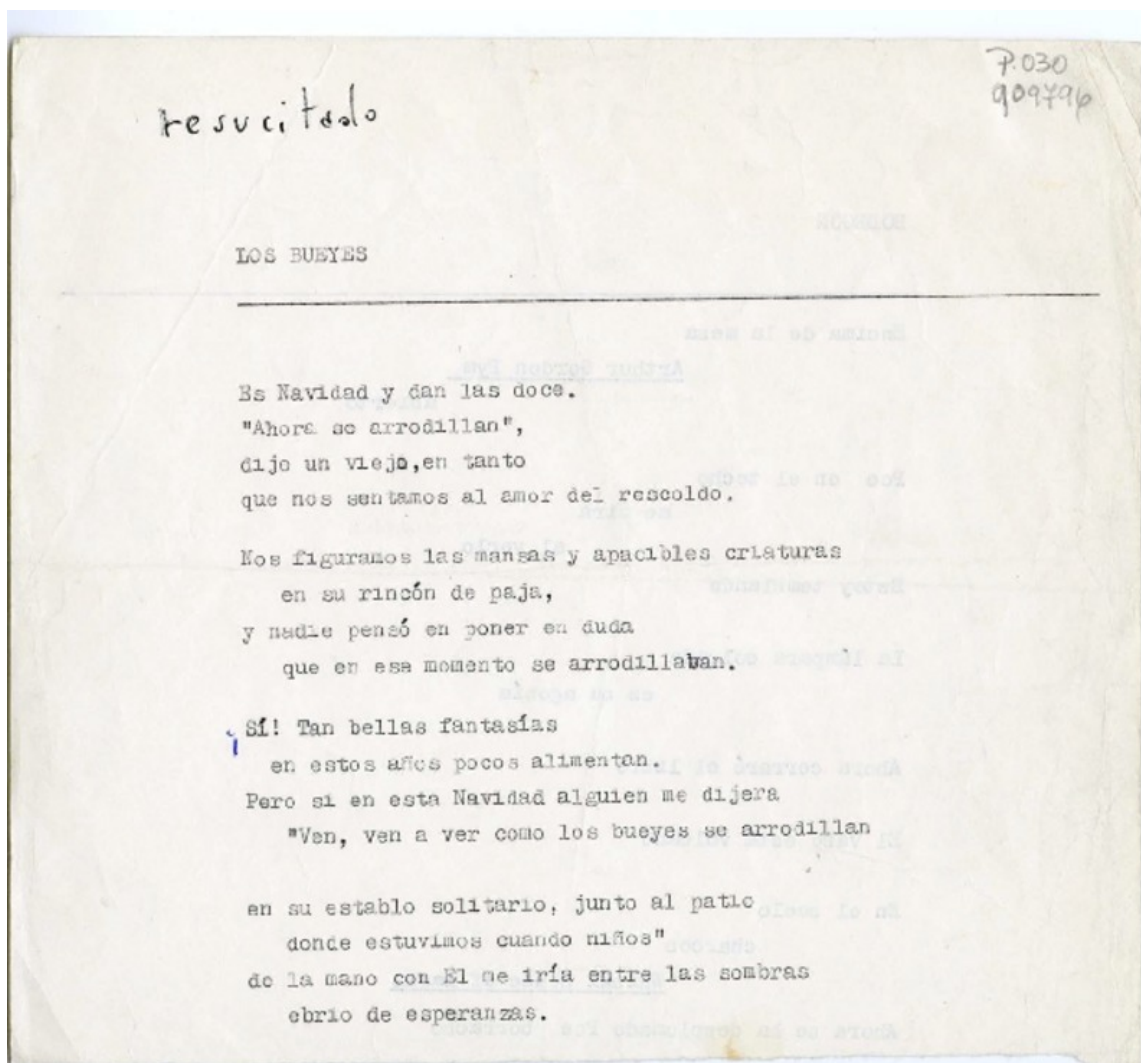 P.030
909796
resucitado
LOS BUEYES
Es Navidad y dan las doce.
"Ahora se arrodillan",
dijo un viejo,en tanto
que nos sentamos al amor del rescoldo.
Nos figuramos las mansas y apacibles criaturas
en su rincón de paja,
y nadie pensó en poner en duda
que en ese momento se arrodillaban.
¡Sí! Tan bellas fantasías
en estos años pocos alimentan.
Pero si en esta Navidad alguien me dijera
"Ven, ven a ver como los bueyes se arrodillan
en su establo solitario, junto al patio
donde estuvimos cuando niños"
de la mano con El me iría entre las sombras
ebrio de esperanzas.